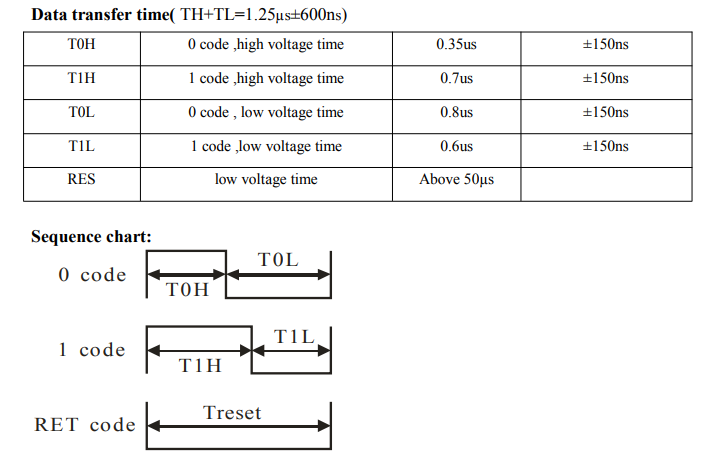 Data transfer time( TH+TL=1.25μs±600ns)
T0H 0 code ,high voltage time 0.35us ±150ns
T1H 1 code ,high voltage time 0.7us ±150ns
T0L 0 code , low voltage time 0.8us ±150ns
T1L 1 code ,low voltage time 0.6us ±150ns
RES low voltage time Above 50μs
Sequence chart:
0 code T0H T0L
1 code T1H T1L
RET code Treset